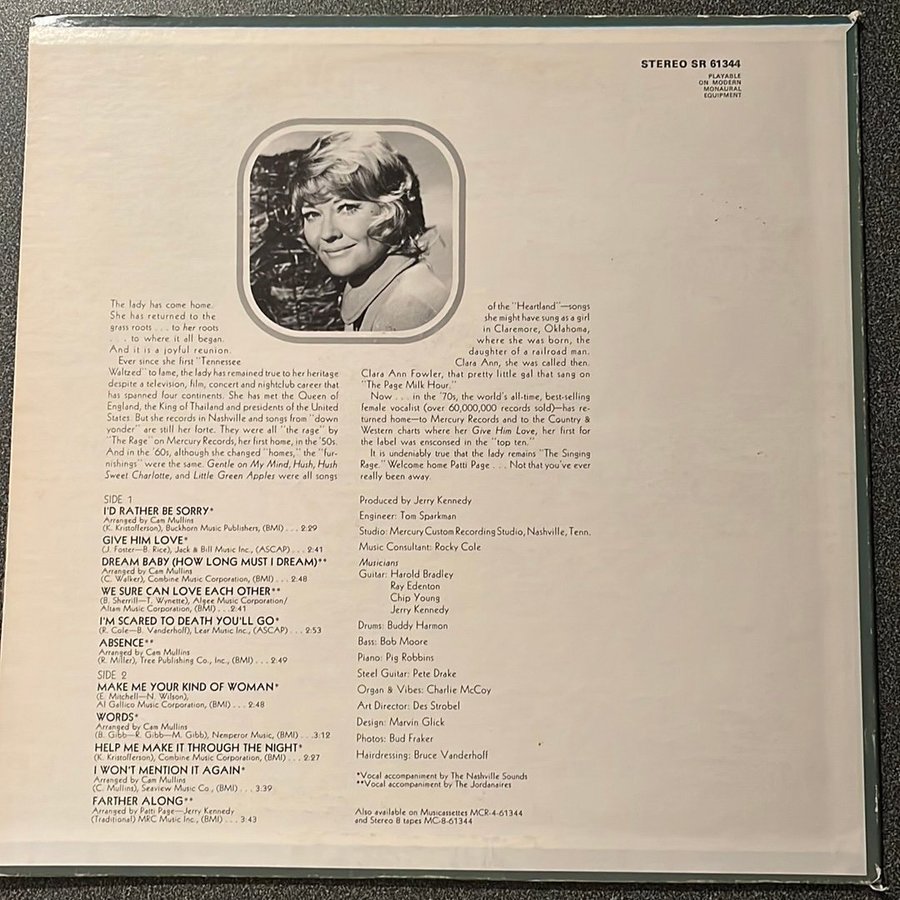 STEREO SR 61344
PLAYABLE
ON MODERN
MONAURAL
EQUIPMENT
The lady has come home.
She has returned to the
grass roots . . . to her roots
. . . to where it all began.
And it is a joyful reunion.
Ever since she first "Tennessee
Waltzed" to fame, the lady has remained true to her heritage
despite a television, film, concert and nightclub career that
has spanned four continents. She has met the Queen of
England, the King of Thailand and presidents of the United
States. But she records in Nashville and songs from "down
yonder" are still her forte. They were all "the rage" by
"The Rage" on Mercury Records, her first home, in the '50s.
And in the '60s, although she changed "homes," the "fur-
nishings" were the same. Gentle on My Mind, Hush, Hush
Sweet Charlotte, and Little Green Apples were all songs
of the "Heartland"—songs
she might have sung as a girl
in Claremore, Oklahoma,
where she was born, the
daughter of a railroad man.
Clara Ann, she was called then.
Clara Ann Fowler, that pretty little gal that sang on
"The Page Milk Hour."
Now . . . in the '70s, the world's all-time, best-selling
female vocalist (over 60,000,000 records sold)—has re-
turned home—to Mercury Records and to the Country &
Western charts where her Give Him Love, her first for
the label was ensconsed in the "top ten."
It is undeniably true that the lady remains "The Singing
Rage." Welcome home Patti Page . . . Not that you've ever
really been away.
SIDE 1
I'D RATHER BE SORRY*
Arranged by Cam Mullins
(K. Kristofferson), Buckhorn Music Publishers, (BMI) . . . 2:29
GIVE HIM LOVE*
(J. Foster—B. Rice), Jack & Bill Music Inc., (ASCAP) . . . 2:41
DREAM BABY (HOW LONG MUST I DREAM)**
Arranged by Cam Mullins
(C. Walker), Combine Music Corporation, (BMI) . . . 2:48
WE SURE CAN LOVE EACH OTHER**
(B. Sherrill—T. Wynette), Algee Music Corporation/
Altam Music Corporation, (BMI) . . . 2:41
I'M SCARED TO DEATH YOU'LL GO*
(R. Cole—B. Vanderhoff), Lear Music Inc., (ASCAP) . . . 2:53
ABSENCE**
Arranged by Cam Mullins
(R. Miller), Tree Publishing Co., Inc., (BMI) . . . 2:49
SIDE 2
MAKE ME YOUR KIND OF WOMAN*
(E. Mitchell—N. Wilson),
Al Gallico Music Corporation, (BMI) . . . 2:48
WORDS*
Arranged by Cam Mullins
(B. Gibb—R. Gibb—M. Gibb), Nemperor Music, (BMI) . . .3:12
HELP ME MAKE IT THROUGH THE NIGHT*
(K. Kristofferson), Combine Music Corporation, (BMI) . . . 2:27
I WON'T MENTION IT AGAIN*
Arranged by Cam Mullins
(C. Mullins), Seaview Music Co., (BMI) . . . 3.39
FARTHER ALONG**
Arranged by Patti Page—Jerry Kennedy
(Traditional) MRC Music Inc., (BMI) . . . 3:43
Produced by Jerry Kennedy
Engineer: Tom Sparkman
Studio: Mercury Custom Recording Studio, Nashville, Tenn.
Music Consultant: Rocky Cole
Musicians
Guitar: Harold Bradley
Ray Edenton
Chip Young
Jerry Kennedy
Drums: Buddy Harmon
Bass: Bob Moore
Piano: Pig Robbins
Steel Guitar: Pete Drake
Organ & Vibes: Charlie McCoy
Art Director: Des Strobel
Design: Marvin Glick
Photos: Bud Fraker
Hairdressing: Bruce Vanderhoff
*Vocal accompaniment by The Nashville Sounds
**Vocal accompaniment by The Jordanaires
Also available on Musicassettes MCR-4-61344
and Stereo 8 tapes MC-8-61344